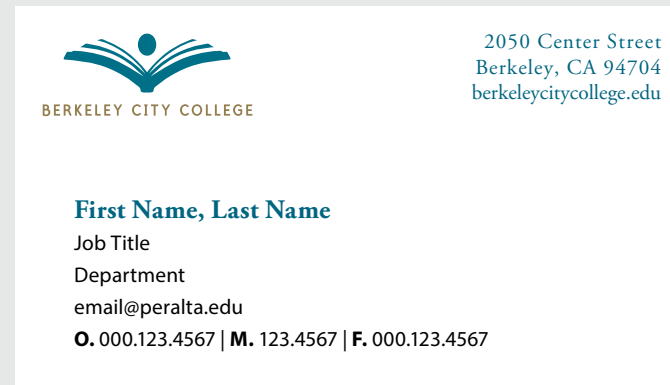 BERKELEY CITY COLLEGE
2050 Center Street
Berkeley, CA 94704
berkeleycitycollege.edu
First Name, Last Name
Job Title
Department
email@peralta.edu
O. 000.123.4567 | M. 123.4567 | F. 000.123.4567